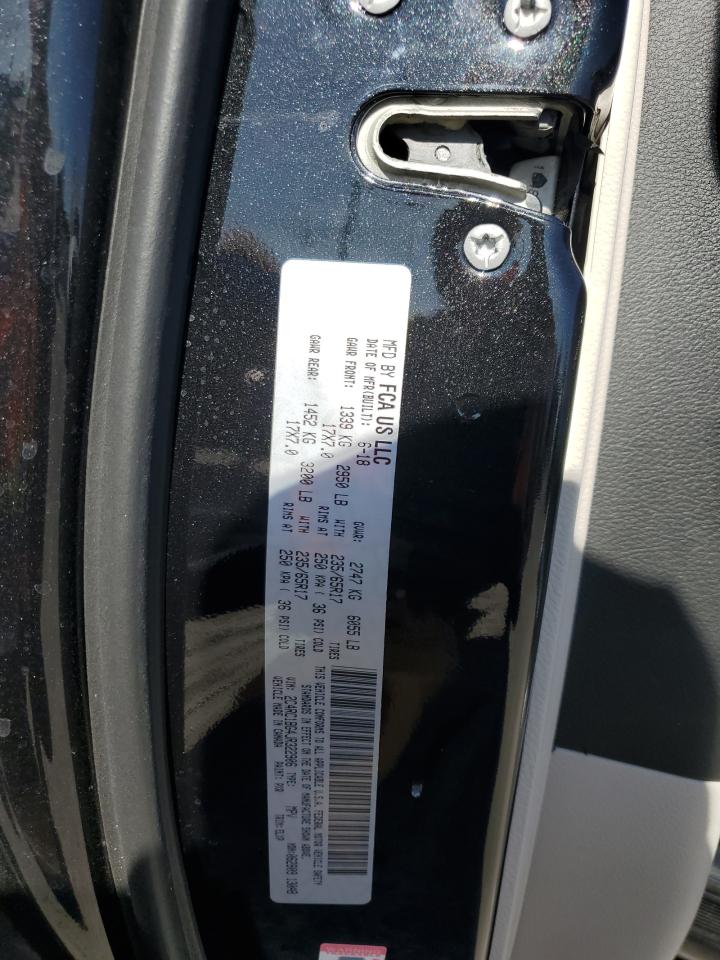 MFD BY FCA US LLC
DATE OF MFR(BUILT): 6-18 GVWR: 2747 KG 6055 LB
GAWR FRONT: 1339 KG 2950 LB WITH 235/65R17 TIRES
17X7.0 RIMS AT 250 KPA ( 36 PSI) COLD
GAWR REAR: 1452 KG 3200 LB WITH 235/65R17 TIRES
17X7.0 RIMS AT 250 KPA ( 36 PSI) COLD
THIS VEHICLE CONFORMS TO ALL APPLICABLE U.S.A. FEDERAL MOTOR VEHICLE SAFETY
STANDARDS IN EFFECT ON THE DATE OF MANUFACTURE SHOWN ABOVE.
VIN: 2C4RC1BG4JR322986 TYPE: MPV
VEHICLE MADE IN CANADA PAINT: TRIM: